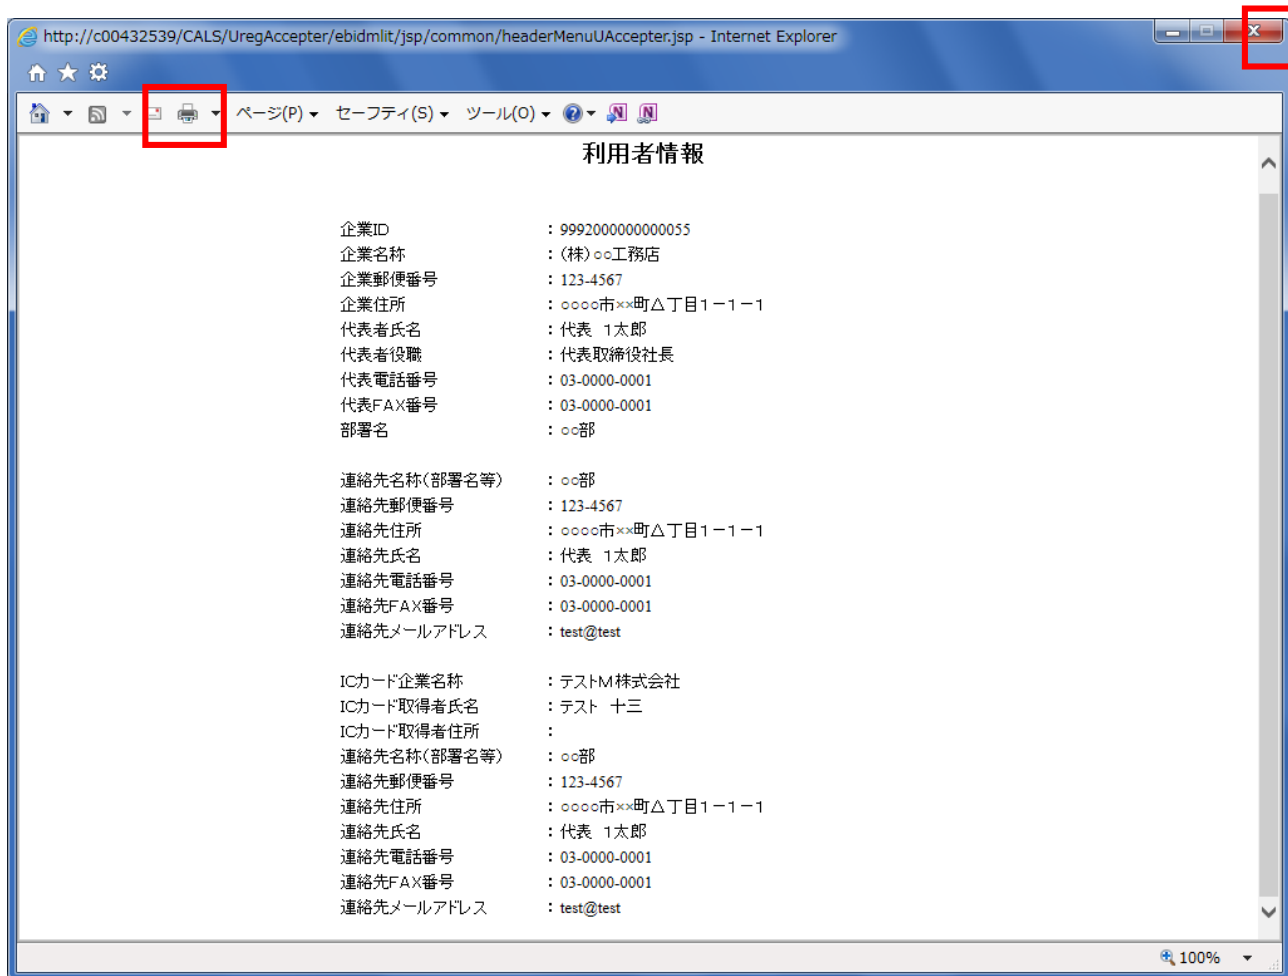 http://c00432539/CALS/UregAccepter/ebidmlit/jsp/common/headerMenuUAccepter.jsp - Internet Explorer
ページ(P) セーフティ(S) ツール(O)
利用者情報
企業ID : 9992000000000055
企業名称 : (株)○○工務店
企業郵便番号 : 123-4567
企業住所 : ○○○○市××町△丁目1-1-1
代表者氏名 : 代表 1太郎
代表者役職 : 代表取締役社長
代表電話番号 : 03-0000-0001
代表FAX番号 : 03-0000-0001
部署名 : ○○部
連絡先名称(部署名等) : ○○部
連絡先郵便番号 : 123-4567
連絡先住所 : ○○○○市××町△丁目1-1-1
連絡先氏名 : 代表 1太郎
連絡先電話番号 : 03-0000-0001
連絡先FAX番号 : 03-0000-0001
連絡先メールアドレス : test@test
ICカード企業名称 : テストM株式会社
ICカード取得者氏名 : テスト 十三
ICカード取得者住所 :
連絡先名称(部署名等) : ○○部
連絡先郵便番号 : 123-4567
連絡先住所 : ○○○○市××町△丁目1-1-1
連絡先氏名 : 代表 1太郎
連絡先電話番号 : 03-0000-0001
連絡先FAX番号 : 03-0000-0001
連絡先メールアドレス : test@test
100%